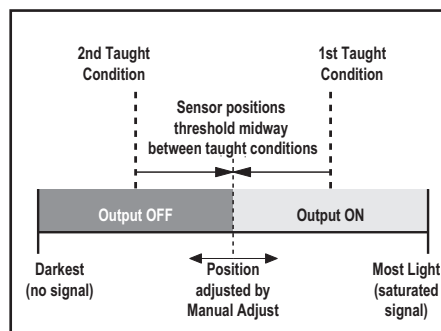 2nd Taught
Condition
1st Taught
Condition
Sensor positions
threshold midway
between taught conditions
Output OFF
Output ON
Darkest
(no signal)
Position
adjusted by
Manual Adjust
Most Light
(saturated
signal)